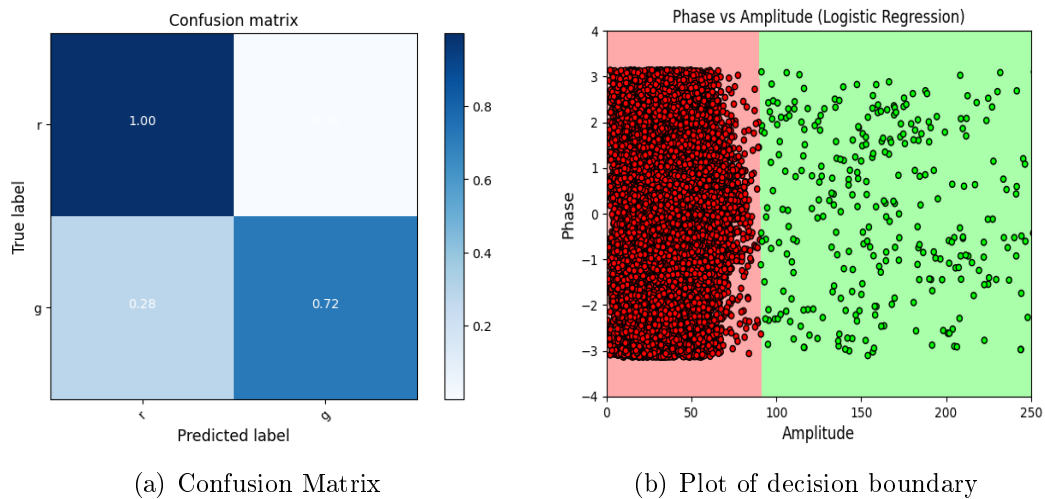 Confusion matrix
True label
r
g
1.00
0.28
0.72
r
g
Predicted label
0.8
0.6
0.4
0.2
(a) Confusion Matrix
Phase vs Amplitude (Logistic Regression)
Phase
4
3
2
1
0
−1
−2
−3
−4
0
50
100
150
200
250
Amplitude
(b) Plot of decision boundary